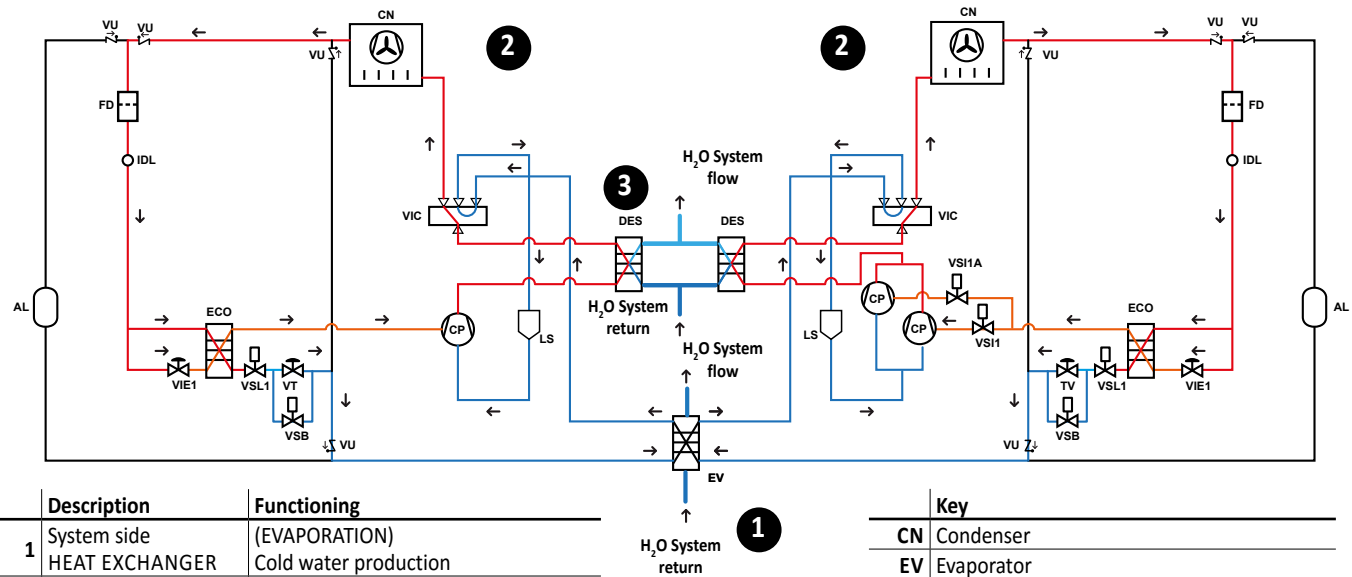 VU VU CN CN VU VU
2 2
VU VU
FD FD
IDL IDL
H₂O System
flow
3
DES DES
VIC VIC
VSI1A
AL ECO CP LS
H₂O System
return
LS CP CP VSI1 ECO AL
H₂O System
flow
VIE1 VSL1 VT TV VSL1 VIE1
VSB VSB
VU VU
EV
1
H₂O System
return
Description Functioning
1 System side (EVAPORATION)
HEAT EXCHANGER Cold water production
Key
CN Condenser
EV Evaporator